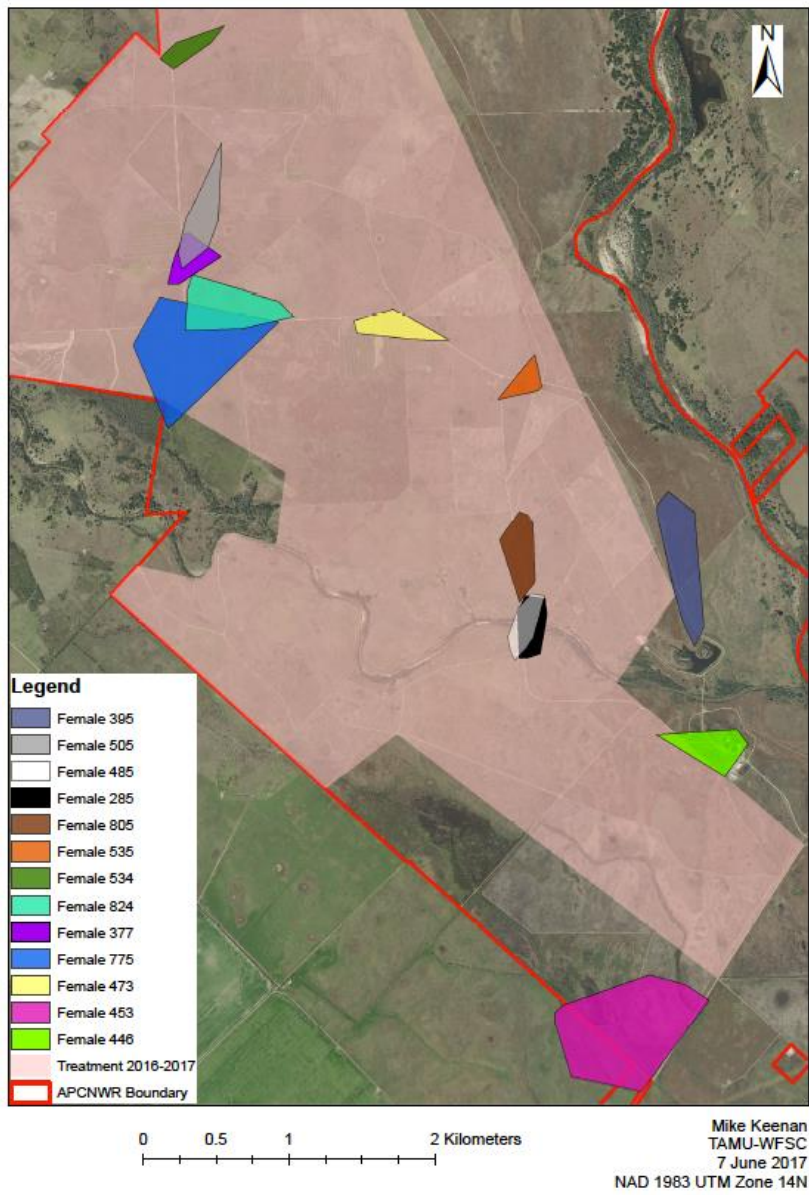 N
Legend
Female 395
Female 505
Female 485
Female 285
Female 805
Female 535
Female 534
Female 824
Female 377
Female 775
Female 473
Female 453
Female 446
Treatment 2016-2017
APCNWR Boundary
0 0.5 1 2 Kilometers
Mike Keenan
TAMU-WFSC
7 June 2017
NAD 1983 UTM Zone 14N